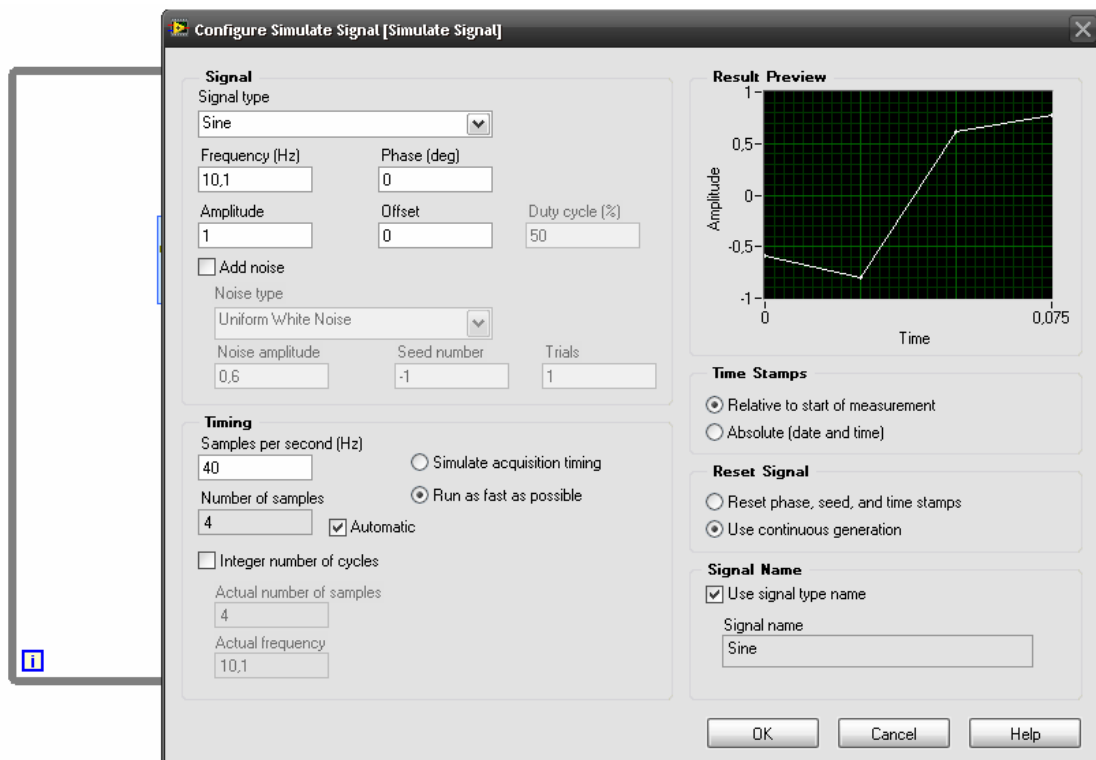 Configure Simulate Signal [Simulate Signal]
Signal
Signal type
Sine
Frequency (Hz)
Phase (deg)
10,1
0
Amplitude
Offset
Duty cycle (%)
1
0
50
Add noise
Noise type
Uniform White Noise
Noise amplitude
Seed number
Trials
0,6
-1
1
Timing
Samples per second (Hz)
40
Simulate acquisition timing
Run as fast as possible
Number of samples
4
Automatic
Integer number of cycles
Actual number of samples
4
Actual frequency
10,1
i
Result Preview
1
0,5
0
-0,5
-1
Amplitude
0
0,075
Time
Time Stamps
Relative to start of measurement
Absolute (date and time)
Reset Signal
Reset phase, seed, and time stamps
Use continuous generation
Signal Name
Use signal type name
Signal name
Sine
OK
Cancel
Help